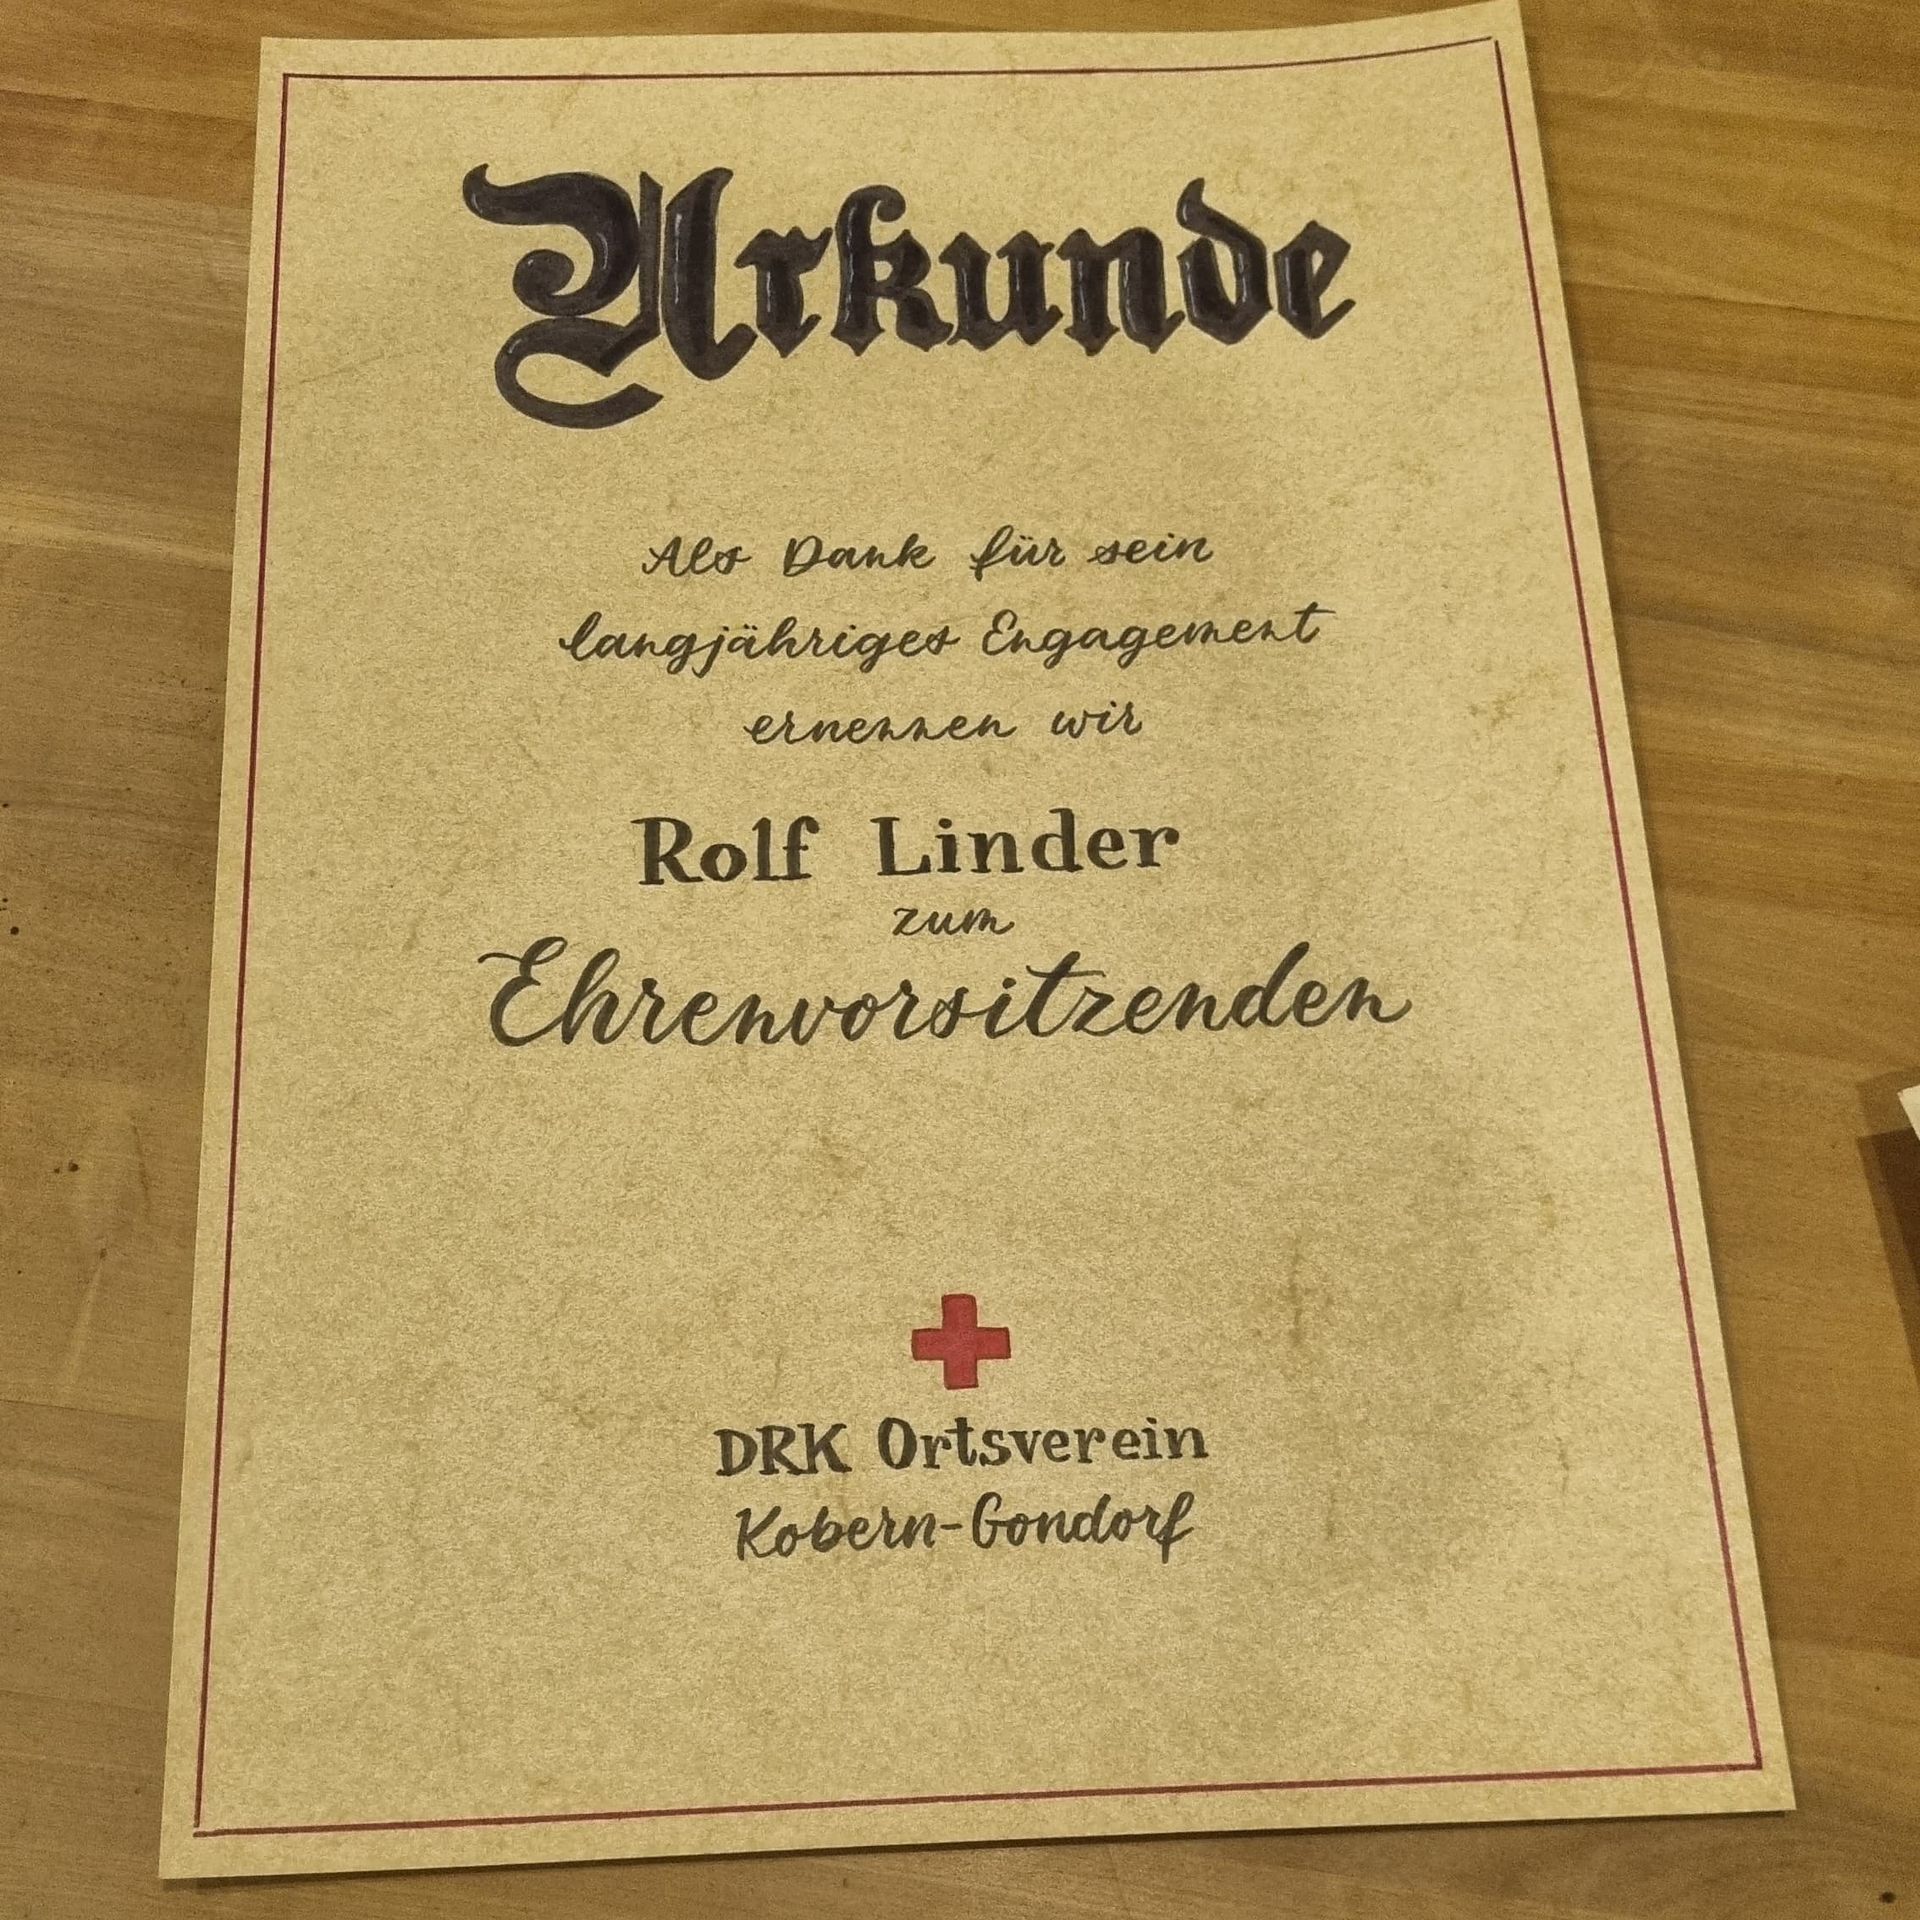 Urkunde
Als Dank für sein
langjähriges Engagement
ernennen wir
Rolf Linder
zum
Ehrenvorsitzenden
DRK Ortsverein
Kobern-Gondorf